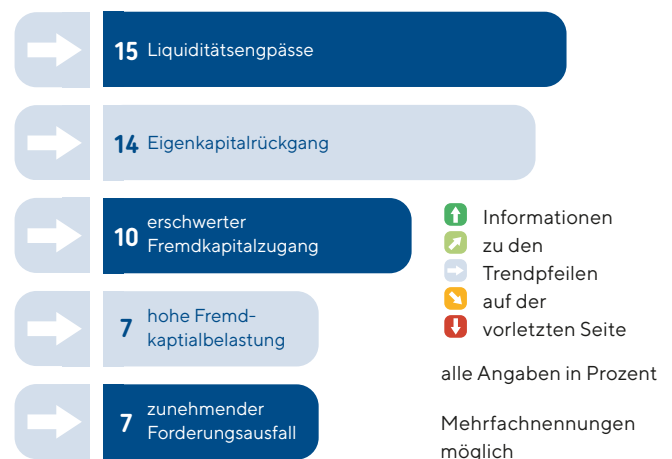 15 Liquiditätsengpässe
14 Eigenkapitalrückgang
10 erschwerter
Fremdkapitalzugang
7 hohe Fremd-
kaptialbelastung
7 zunehmender
Forderungsausfall
Informationen
zu den
Trendpfeilen
auf der
vorletzten Seite
alle Angaben in Prozent
Mehrfachnennungen
möglich